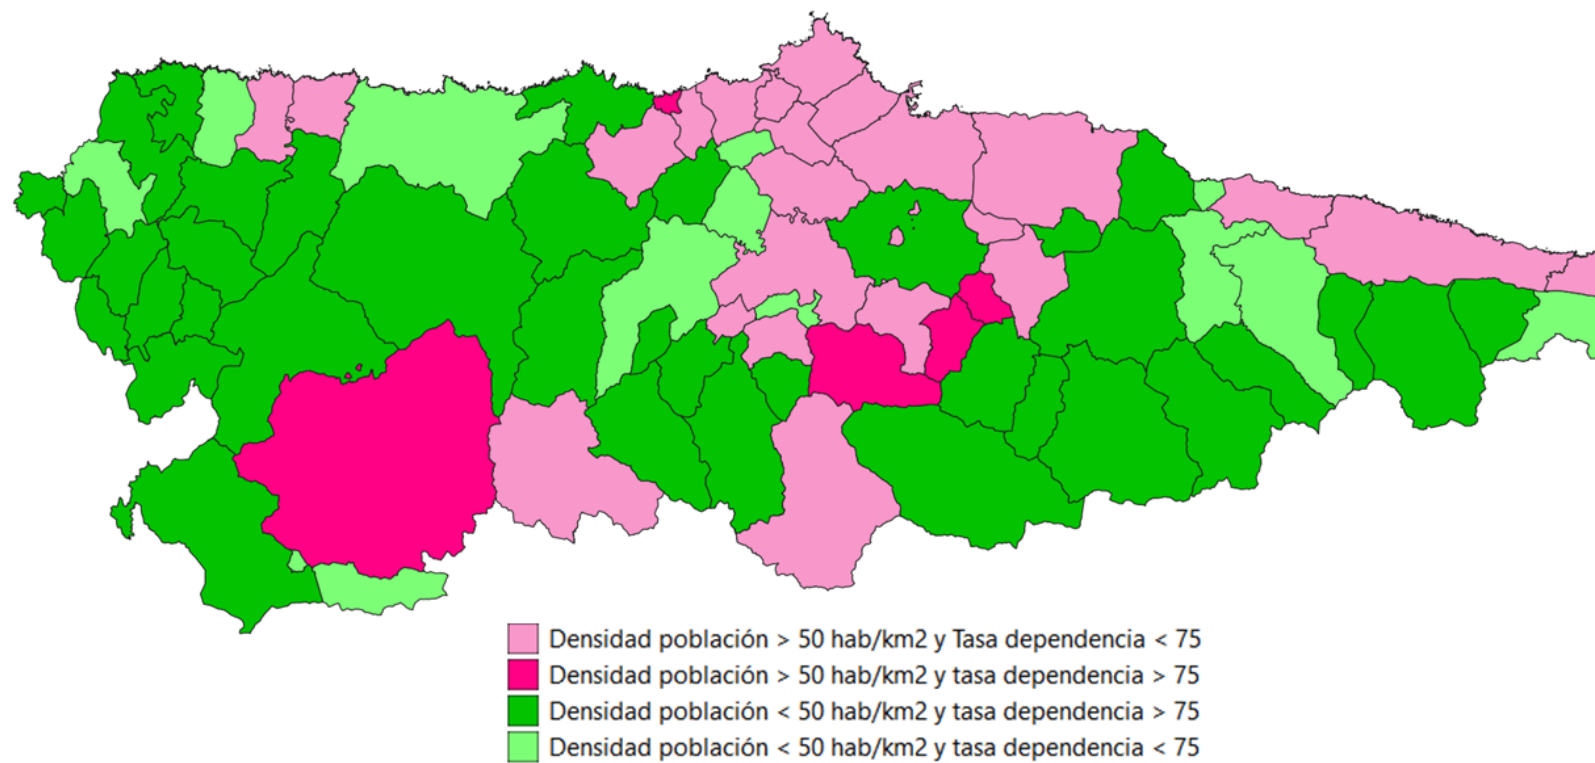 Densidad población > 50 hab/km2 y Tasa dependencia < 75
Densidad población > 50 hab/km2 y tasa dependencia > 75
Densidad población < 50 hab/km2 y tasa dependencia > 75
Densidad población < 50 hab/km2 y tasa dependencia < 75